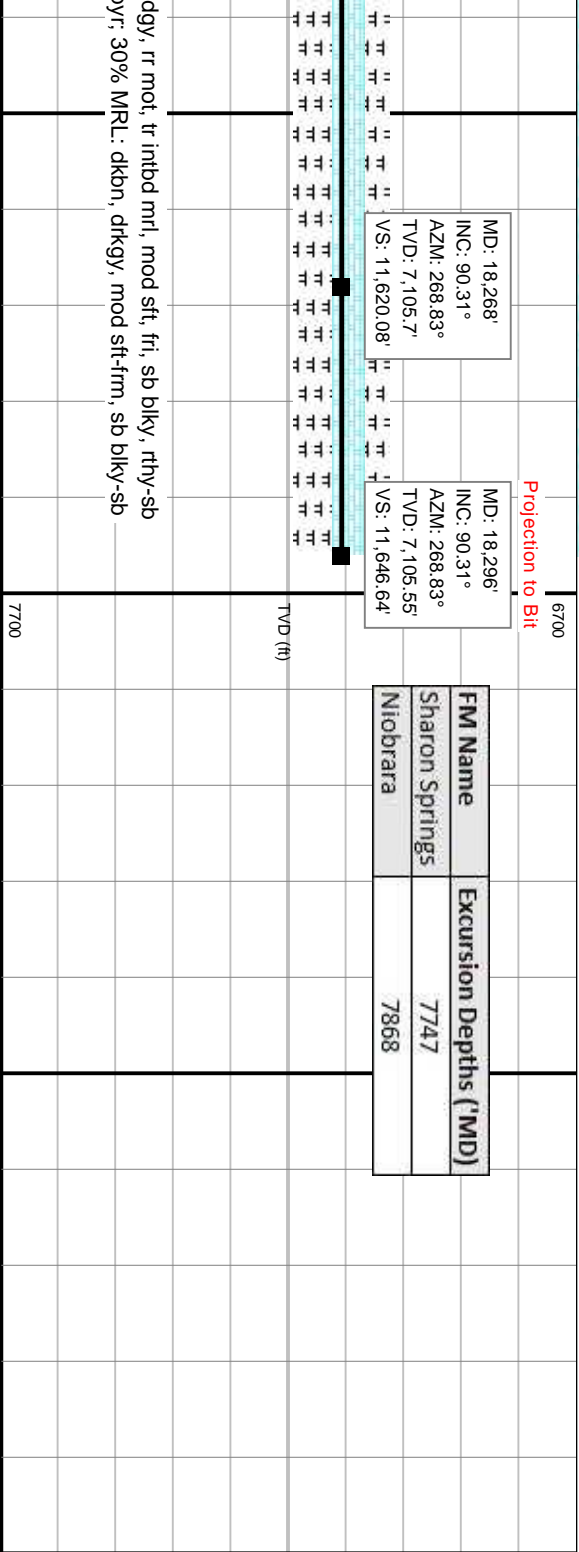 Projection to Bit
6700
MD: 18,268'
INC: 90.31°
AZM: 268.83°
TVD: 7,105.7'
VS: 11,620.08'
MD: 18,296'
INC: 90.31°
AZM: 268.83°
TVD: 7,105.55'
VS: 11,646.64'
FM Name Excursion Depths ('MD)
Sharon Springs 7747
Niobrara 7868
TVD (ft)
dgy, rr mot, tr intbd mrl, mod sft, fri, sb blky, rthy-sb
pyr; 30% MRL: dkbn, drkgy, mod sft-frm, sb blky-sb
7700